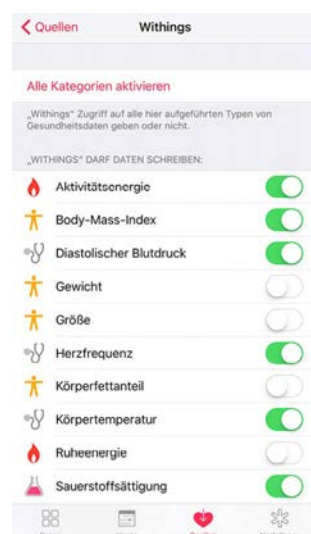 Quellen Withings
Alle Kategorien aktivieren
„Withings" Zugriff auf alle hier aufgeführten Typen von
Gesundheitsdaten geben oder nicht.
„WITHINGS" DARF DATEN SCHREIBEN:
Aktivitätsenergie
Body-Mass-Index
Diastolischer Blutdruck
Gewicht
Größe
Herzfrequenz
Körperfettanteil
Körpertemperatur
Ruheenergie
Sauerstoffsättigung